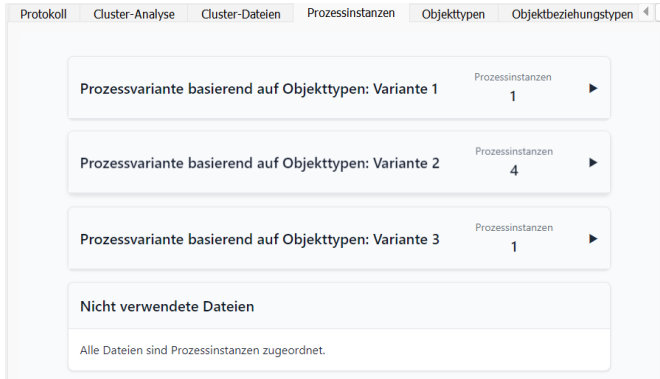 Protokoll Cluster-Analyse Cluster-Dateien Prozessinstanzen Objekttypen Objektbeziehungstypen
Prozessvariante basierend auf Objekttypen: Variante 1
Prozessinstanzen
1
Prozessvariante basierend auf Objekttypen: Variante 2
Prozessinstanzen
4
Prozessvariante basierend auf Objekttypen: Variante 3
Prozessinstanzen
1
Nicht verwendete Dateien
Alle Dateien sind Prozessinstanzen zugeordnet.